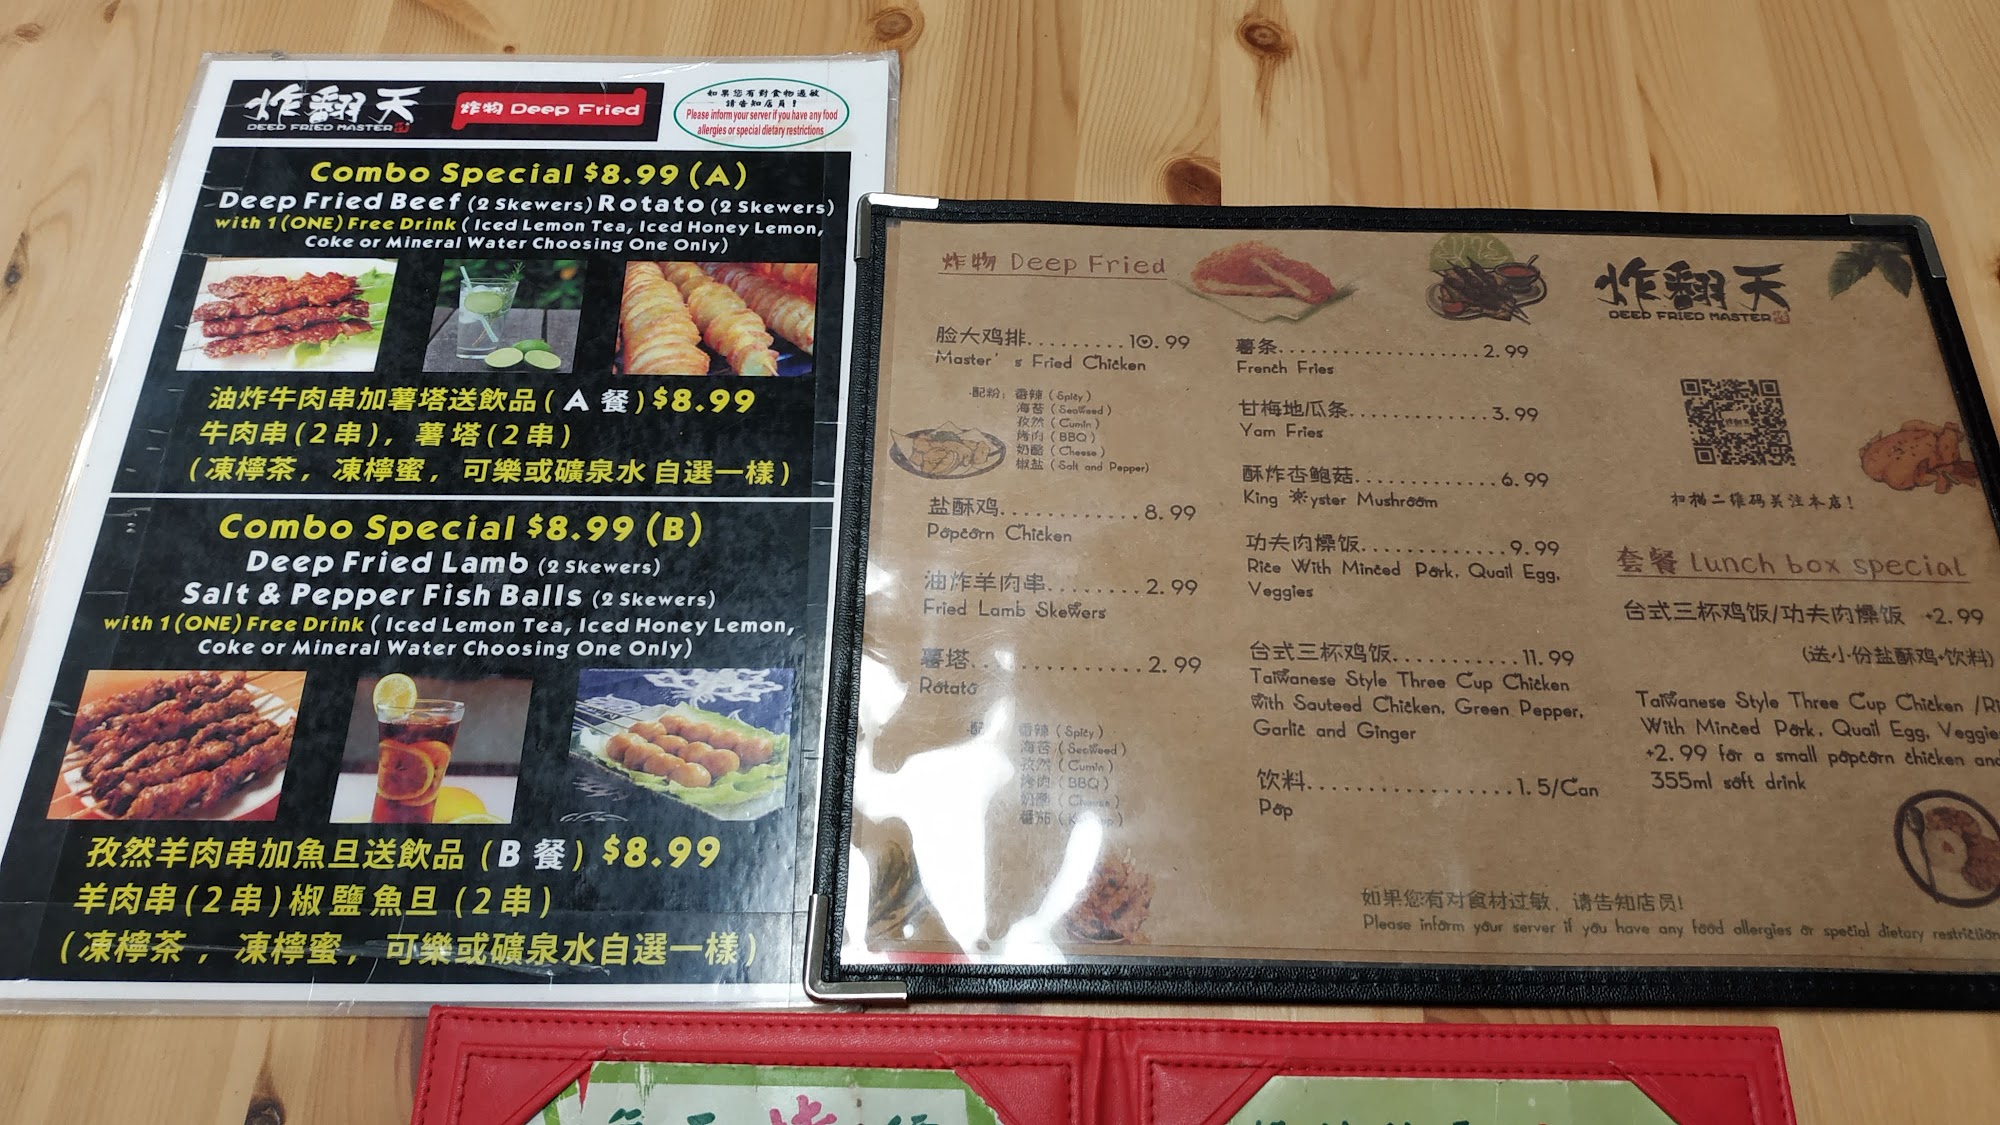 炸翻天
DEEP FRIED MASTER
炸物 Deep Fried
如果您有對食物過敏
請告知店員！
Please inform your server if you have any food
allergies or special dietary restrictions
Combo Special $8.99 (A)
Deep Fried Beef (2 Skewers) Rotato (2 Skewers)
with 1 (ONE) Free Drink ( Iced Lemon Tea, Iced Honey Lemon,
Coke or Mineral Water Choosing One Only)
油炸牛肉串加薯塔送飲品 ( A 餐 ) $8.99
牛肉串 ( 2 串 ) , 薯塔 ( 2 串 )
( 凍檸茶 , 凍檸蜜 , 可樂或礦泉水 自選一樣 )
Combo Special $8.99 (B)
Deep Fried Lamb (2 Skewers)
Salt & Pepper Fish Balls (2 Skewers)
with 1 (ONE) Free Drink ( Iced Lemon Tea, Iced Honey Lemon,
Coke or Mineral Water Choosing One Only)
孜然羊肉串加魚旦送飲品 ( B 餐 ) $8.99
羊肉串 ( 2 串 ) 椒鹽魚旦 ( 2 串 )
( 凍檸茶 , 凍檸蜜 , 可樂或礦泉水自選一樣 )
炸物 Deep Fried
脸大鸡排.........10.99
Master's Fried Chicken
配粉: 香辣 (Spicy)
海苔 (Seaweed)
孜然 (Cumin)
烤肉 (BBQ)
奶酪 (Cheese)
椒盐 (Salt and Pepper)
盐酥鸡............8.99
Popcorn Chicken
油炸羊肉串.........2.99
Fried Lamb Skewers
薯塔...............2.99
Rotato
香辣 (Spicy)
海苔 (Seaweed)
孜然 (Cumin)
烤肉 (BBQ)
奶酪 (Cheese)
番茄
薯条....................2.99
French Fries
甘梅地瓜条..............3.99
Yam Fries
酥炸杏鲍菇..............6.99
King Oyster Mushroom
功夫肉燥饭..............9.99
Rice With Minced Pork, Quail Egg,
Veggies
台式三杯鸡饭...........11.99
Taiwanese Style Three Cup Chicken
With Sauteed Chicken, Green Pepper,
Garlic and Ginger
饮料..................1.5/Can
Pop
炸翻天
DEEP FRIED MASTER
扫描二维码关注本店!
套餐 Lunch box special
台式三杯鸡饭/功夫肉燥饭 +2.99
(送小份盐酥鸡+饮料)
Taiwanese Style Three Cup Chicken /Ri
With Minced Pork, Quail Egg, Veggie
+2.99 for a small popcorn chicken and
355ml soft drink
如果您有对食材过敏, 请告知店员!
Please inform your server if you have any food allergies or special dietary restriction